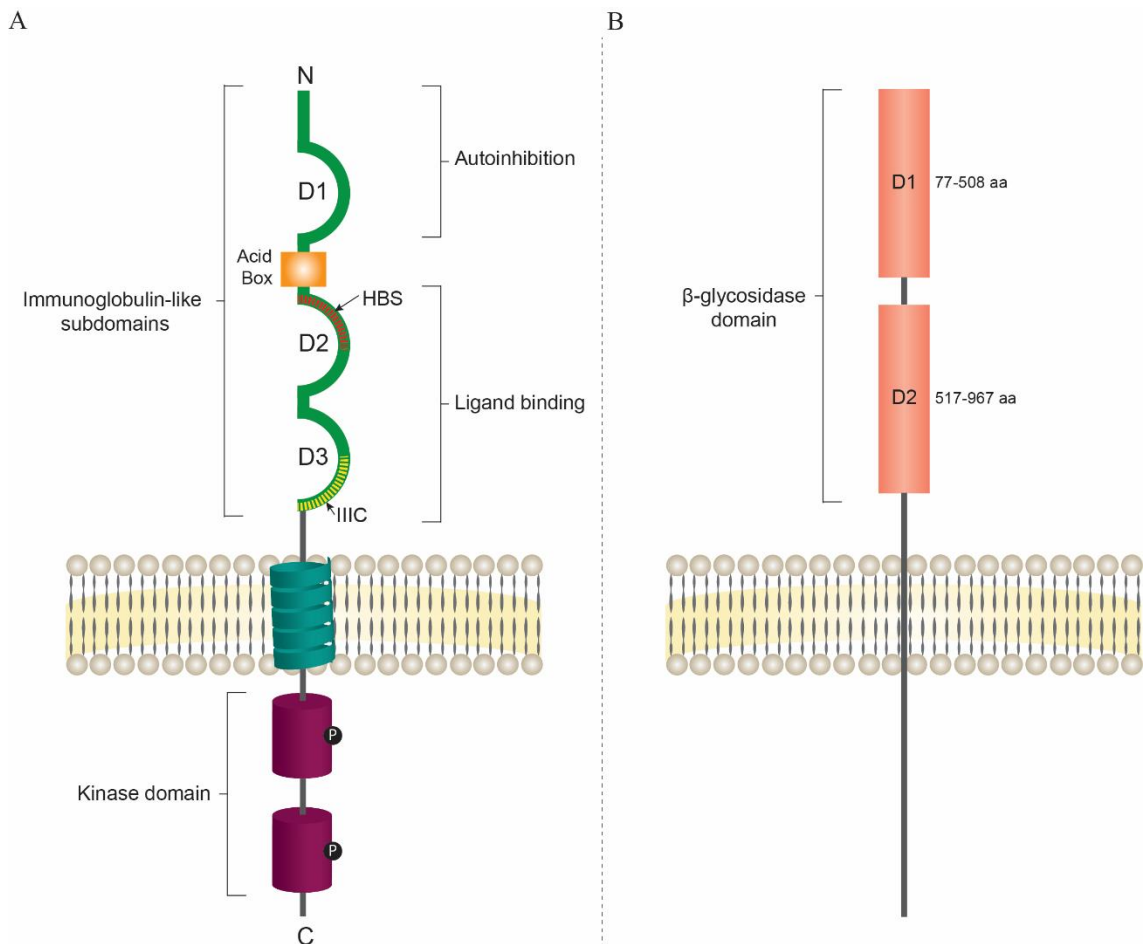 A
N
D1
Autoinhibition
Acid
Box
Immunoglobulin-like
subdomains
HBS
D2
Ligand binding
D3
IIIC
P
Kinase domain
P
C
B
D1
77-508 aa
β-glycosidase
domain
D2
517-967 aa